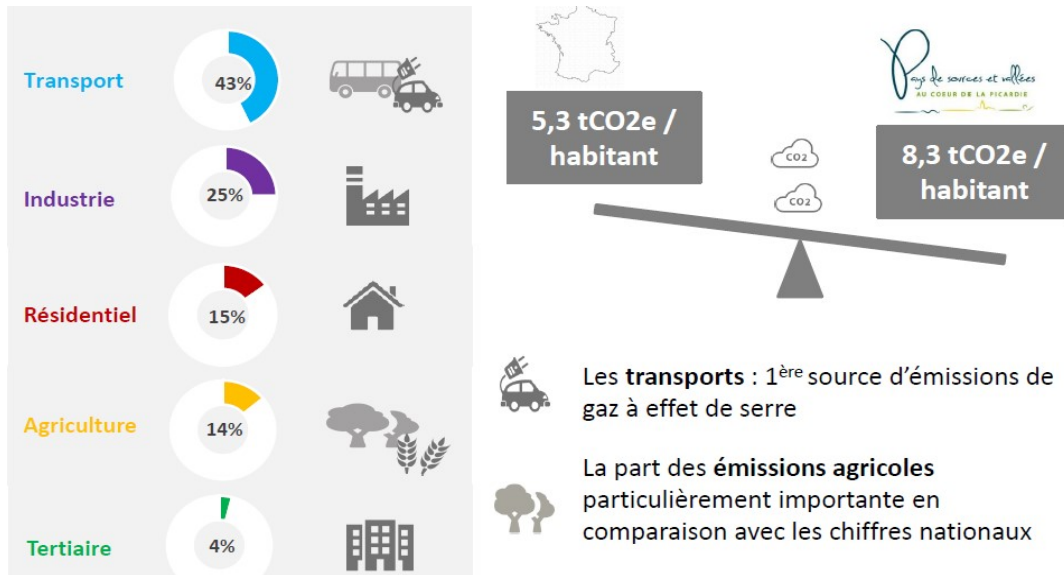 Transport
43%
Industrie
25%
Résidentiel
15%
Agriculture
14%
Tertiaire
4%
5,3 tCO2e /
habitant
Pays de sources et vallées
AU COEUR DE LA PICARDIE
CO2
CO2
8,3 tCO2e /
habitant
Les transports : 1ère source d’émissions de
gaz à effet de serre
La part des émissions agricoles
particulièrement importante en
comparaison avec les chiffres nationaux